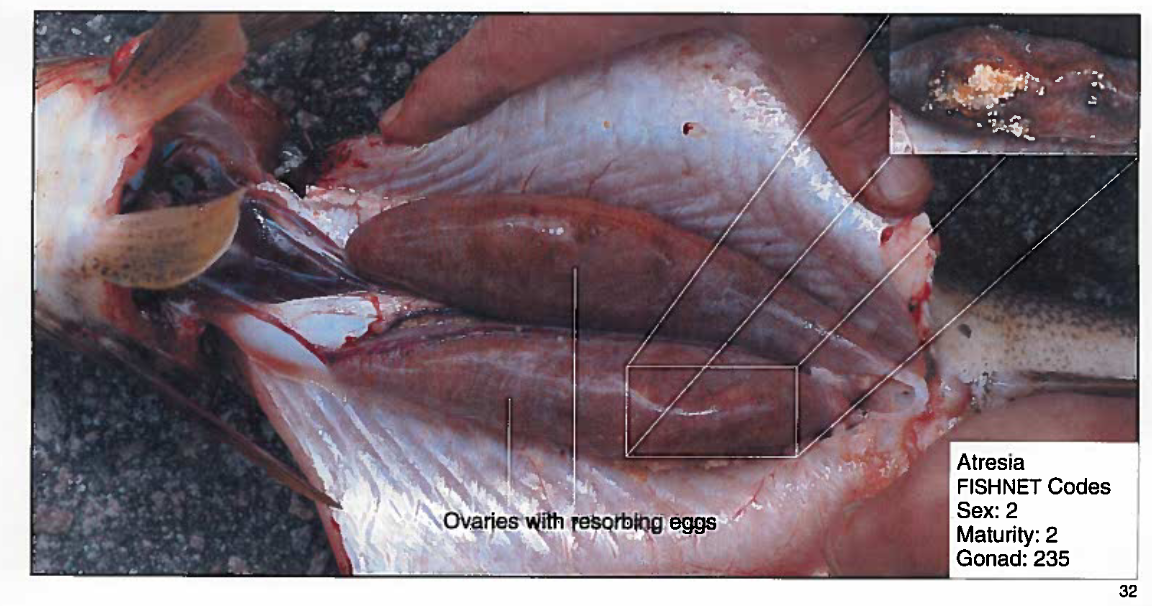 Ovaries with resorbing eggs
Atresia
FISHNET Codes
Sex: 2
Maturity: 2
Gonad: 235
32